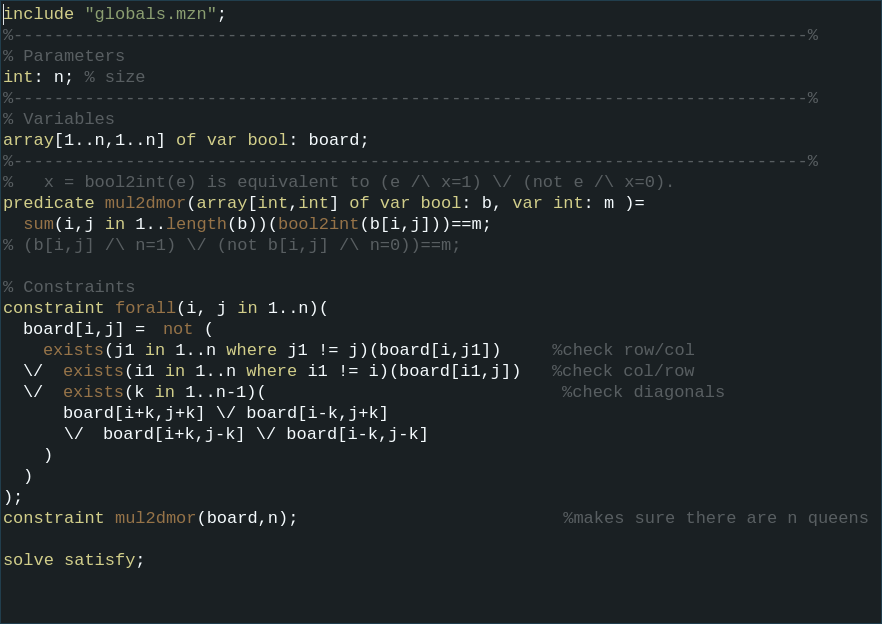 include "globals.mzn";
%------------------------------------------------------------------------------%
% Parameters
int: n; % size
%------------------------------------------------------------------------------%
% Variables
array[1..n,1..n] of var bool: board;
%------------------------------------------------------------------------------%
%   x = bool2int(e) is equivalent to (e /\ x=1) \/ (not e /\ x=0).
predicate mul2dmor(array[int,int] of var bool: b, var int: m )=
  sum(i,j in 1..length(b))(bool2int(b[i,j]))==m;
% (b[i,j] /\ n=1) \/ (not b[i,j] /\ n=0))==m;

% Constraints
constraint forall(i, j in 1..n)(
  board[i,j] =  not (
    exists(j1 in 1..n where j1 != j)(board[i,j1])     %check row/col
  \/  exists(i1 in 1..n where i1 != i)(board[i1,j])   %check col/row
  \/  exists(k in 1..n-1)(                             %check diagonals
      board[i+k,j+k] \/ board[i-k,j+k]
      \/  board[i+k,j-k] \/ board[i-k,j-k]
    )
  )
);
constraint mul2dmor(board,n);                          %makes sure there are n queens

solve satisfy;